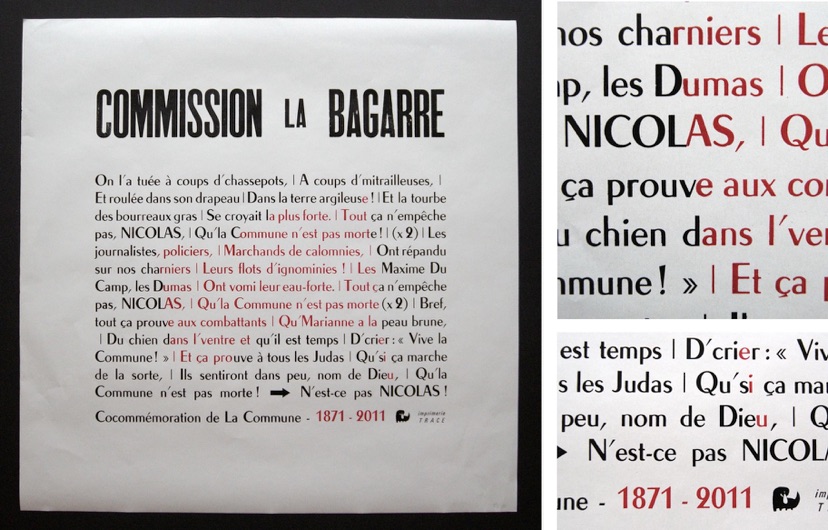 COMMISSION LA BAGARRE
On l'a tuée à coups d'chassepots, | A coups d'mitrailleuses, |
Et roulée dans son drapeau | Dans la terre argileuse ! | Et la tourbe
des bourreaux gras | Se croyait la plus forte. | Tout ça n'empêche
pas, NICOLAS, | Qu'la Commune n'est pas morte ! | (x 2) | Les
journalistes, policiers, | Marchands de calomnies, | Ont répandu
sur nos charniers | Leurs flots d'ignominies ! | Les Maxime Du
Camp, les Dumas | Ont vomi leur eau-forte. | Tout ça n'empêche
pas, NICOLAS, | Qu'la Commune n'est pas morte (x 2) | Bref,
tout ça prouve aux combattants | Qu'Marianne a la peau brune,
| Du chien dans l'ventre et qu'il est temps | D'crier : « Vive la
Commune ! » | Et ça prouve à tous les Judas | Qu'si ça marche
de la sorte, | Ils sentiront dans peu, nom de Dieu, | Qu'la
Commune n'est pas morte ! ➡ N'est-ce pas NICOLAS !
Cocommémoration de La Commune - 1871 - 2011 imprimerie
TRACE
nos charniers | Le
p, les Dumas | O
NICOLAS, | Qu
ça prouve aux co
u chien dans l've
mmune ! » | Et ça p
est temps | D'crier : « Viv
s les Judas | Qu'si ça ma
peu, nom de Dieu, | Q
N'est-ce pas NICOL
une - 1871 - 2011 im
T